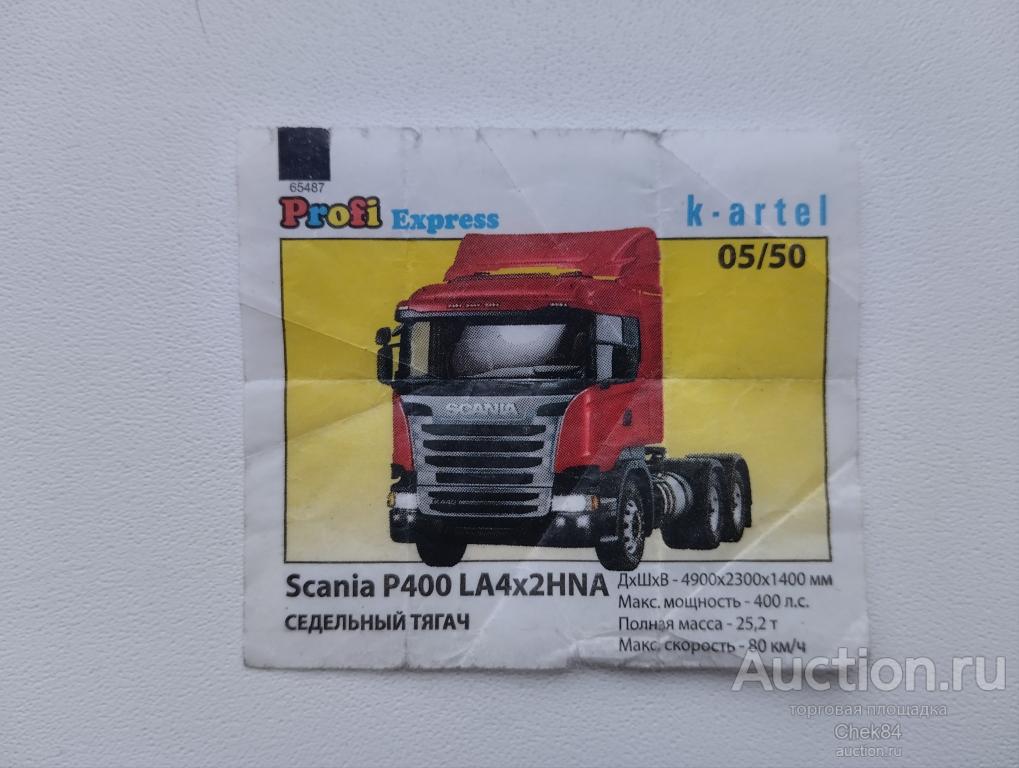 65487
Profi Express
k-artel
05/50
SCANIA
Scania P400 LA4x2HNA
СЕДЕЛЬНЫЙ ТЯГАЧ
ДхШхВ - 4900х2300х1400 мм
Макс. мощность - 400 л.с.
Полная масса - 25,2 т
Макс. скорость - 80 км/ч
Auction.ru
торговая площадка
Chek84
auction.ru